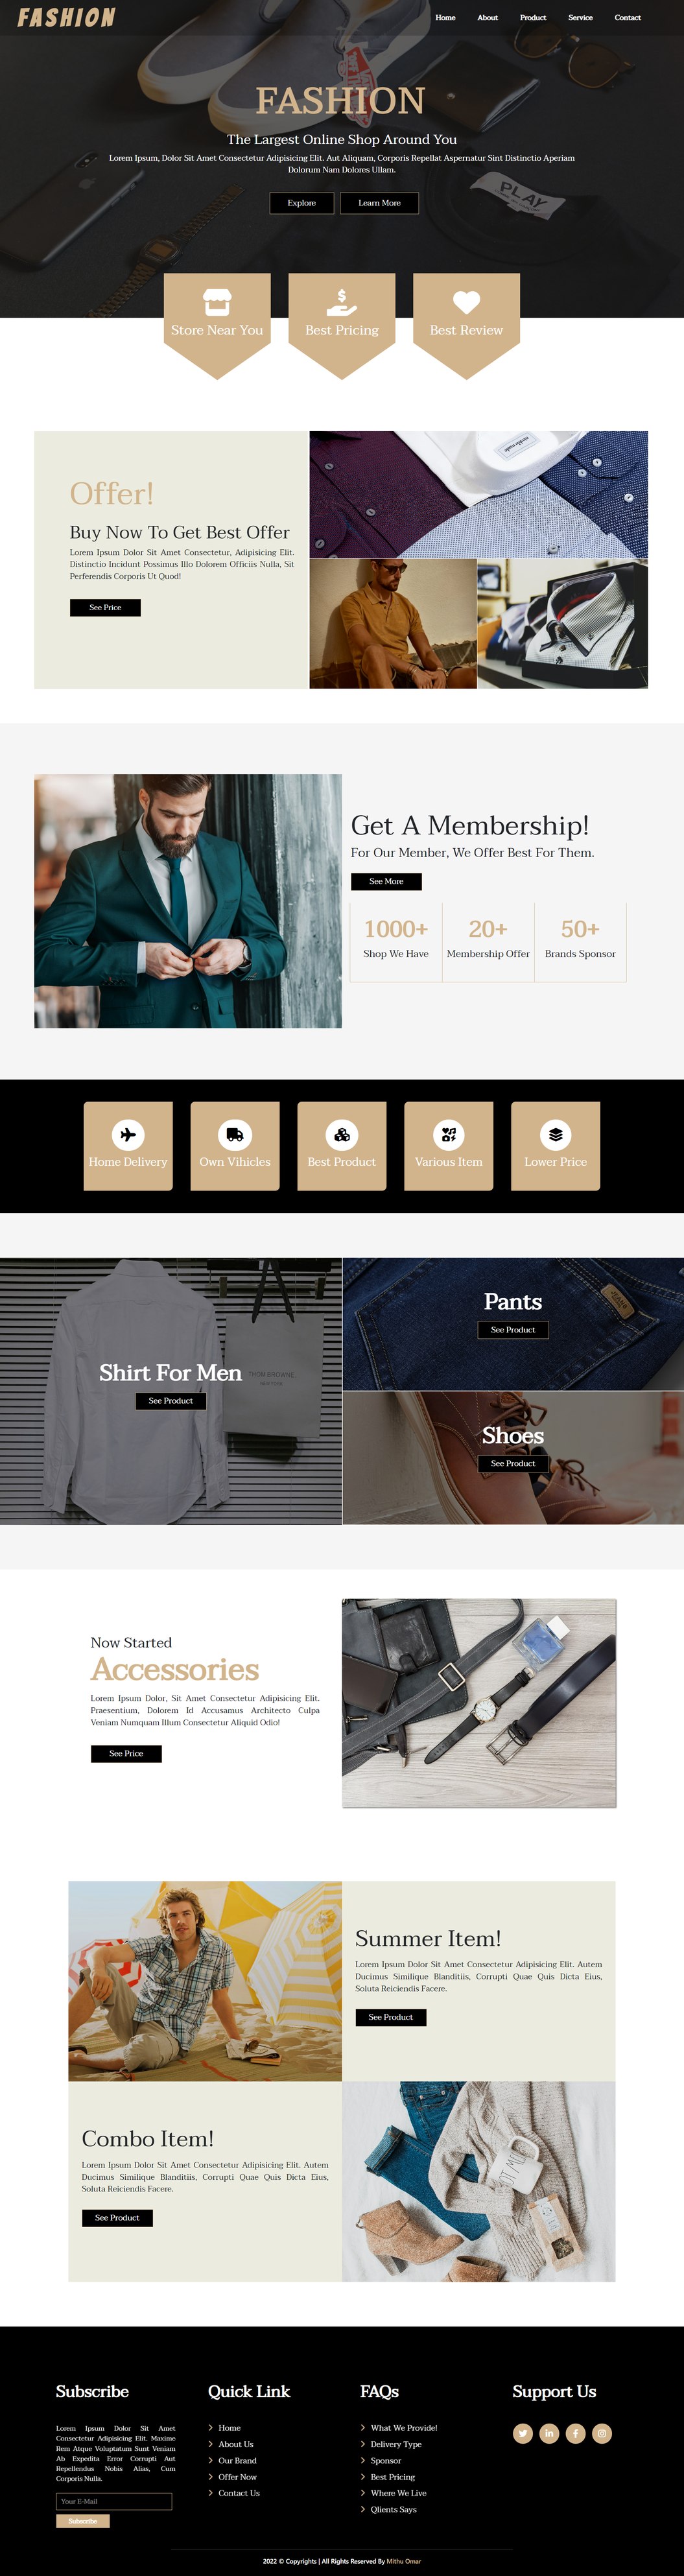 FASHION
Home About Product Service Contact
FASHION
The Largest Online Shop Around You
Lorem Ipsum, Dolor Sit Amet Consectetur Adipisicing Elit. Aut Aliquam, Corporis Repellat Aspernatur Sint Distinctio Aperiam
Dolorum Nam Dolores Ullam.
PLAY
Explore Learn More
Store Near You Best Pricing Best Review
Offer!
Buy Now To Get Best Offer
Lorem Ipsum Dolor Sit Amet Consectetur, Adipisicing Elit.
Distinctio Incidunt Possimus Illo Dolorem Officiis Nulla, Sit
Perferendis Corporis Ut Quod!
See Price
Get A Membership!
For Our Member, We Offer Best For Them.
See More
1000+ 20+ 50+
Shop We Have Membership Offer Brands Sponsor
Home Delivery Own Vihicles Best Product Various Item Lower Price
Shirt For Men
See Product
THOM BROWNE
NEW YORK
Pants
See Product
Shoes
See Product
Now Started
Accessories
Lorem Ipsum Dolor, Sit Amet Consectetur Adipisicing Elit.
Praesentium, Dolorem Id Accusamus Architecto Culpa
Veniam Numquam Illum Consectetur Aliquid Odio!
See Price
Summer Item!
Lorem Ipsum Dolor Sit Amet Consectetur Adipisicing Elit. Autem
Ducimus Similique Blanditiis, Corrupti Quae Quis Dicta Eius,
Soluta Reiciendis Facere.
See Product
Combo Item!
Lorem Ipsum Dolor Sit Amet Consectetur Adipisicing Elit. Autem
Ducimus Similique Blanditiis, Corrupti Quae Quis Dicta Eius,
Soluta Reiciendis Facere.
See Product
Subscribe
Lorem Ipsum Dolor Sit Amet
Consectetur Adipisicing Elit. Maxime
Rem Atque Voluptatum Sunt Veniam
Ab Expedita Error Corrupti Aut
Repellendus Nobis Alias, Cum
Corporis Nulla.
Your E-Mail
Subscribe
Quick Link
Home
About Us
Our Brand
Offer Now
Contact Us
FAQs
What We Provide!
Delivery Type
Sponsor
Best Pricing
Where We Live
Qlients Says
Support Us
2022 © Copyrights | All Rights Reserved By Mithu Omar